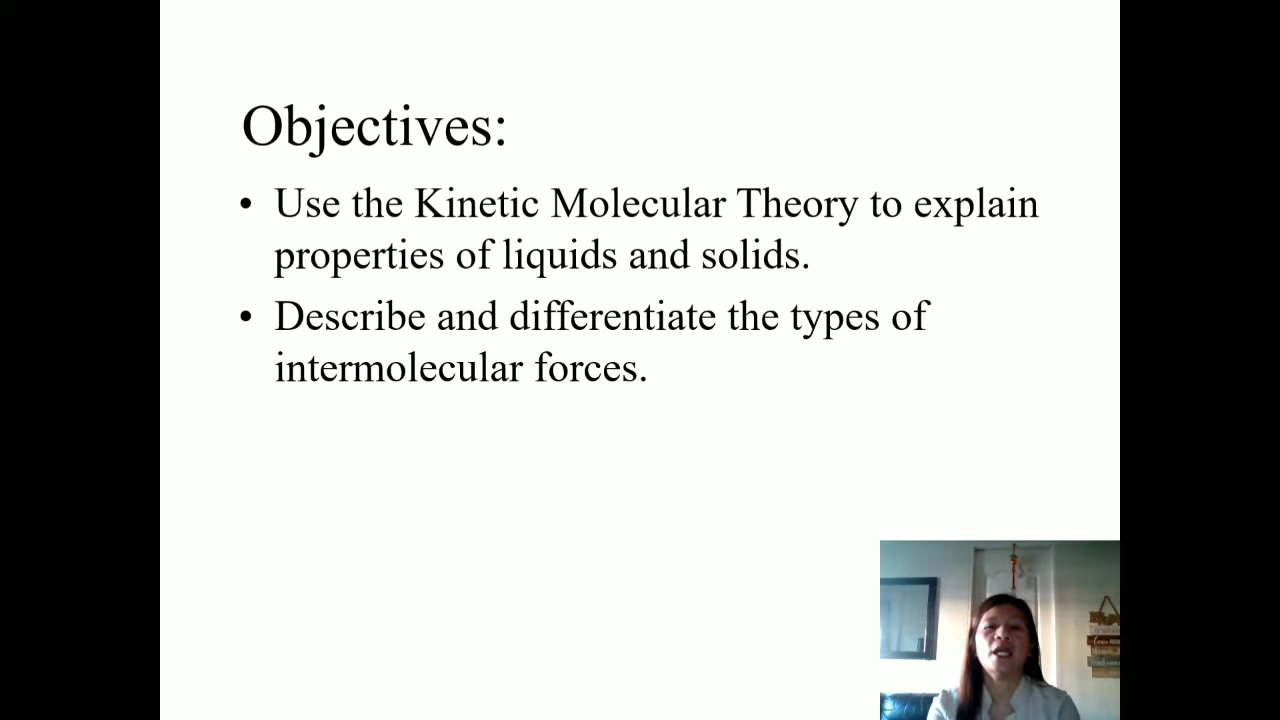 Objectives:
• Use the Kinetic Molecular Theory to explain
properties of liquids and solids.
• Describe and differentiate the types of
intermolecular forces.